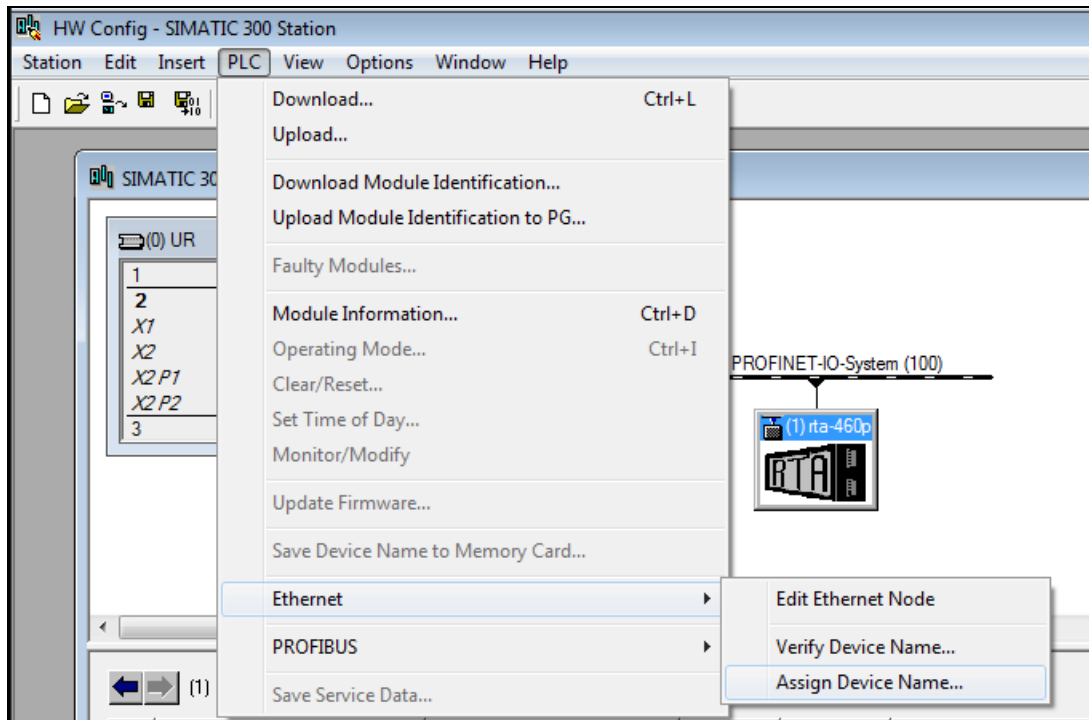 HW Config - SIMATIC 300 Station
Station Edit Insert PLC View Options Window Help
Download... Ctrl+L
Upload...
SIMATIC 30
Download Module Identification...
Upload Module Identification to PG...
(0) UR
Faulty Modules...
1
2
Module Information... Ctrl+D
X1
X2
Operating Mode... Ctrl+I
PROFINET-IO-System (100)
X2 P1
Clear/Reset...
X2 P2
Set Time of Day...
3
(1) rta-460p
Monitor/Modify
RTA
Update Firmware...
Save Device Name to Memory Card...
Ethernet
Edit Ethernet Node
PROFIBUS
Verify Device Name...
Assign Device Name...
(1)
Save Service Data...